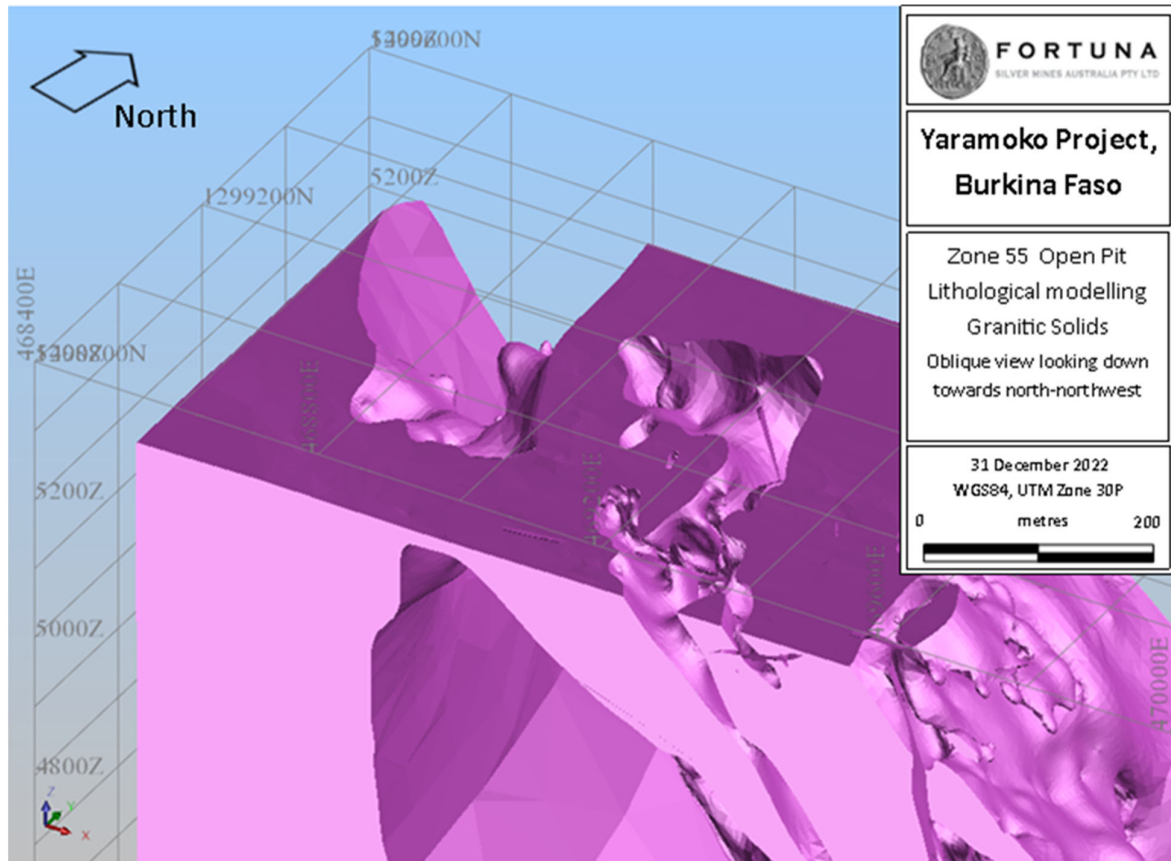 North
1299200N
5200Z
468400E
468800E
5200Z
5000Z
4800Z
470000E
Z
Y
X
FORTUNA
SILVER MINES AUSTRALIA PTY LTD
Yaramoko Project,
Burkina Faso
Zone 55 Open Pit
Lithological modelling
Granitic Solids
Oblique view looking down
towards north-northwest
31 December 2022
WGS84, UTM Zone 30P
0 metres 200